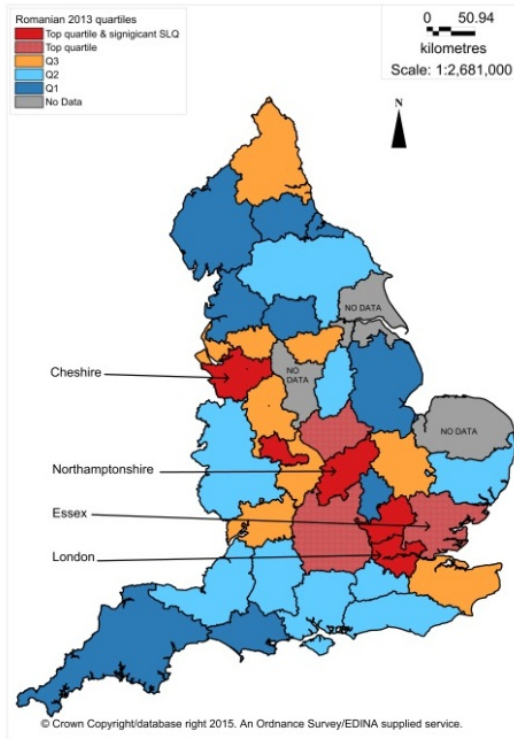 Romanian 2013 quartiles
Top quartile & signigicant SLQ
Top quartile
Q3
Q2
Q1
No Data
0 50.94
kilometres
Scale: 1:2,681,000
N
NO DATA
NO
DATA
Cheshire
NO DATA
Northamptonshire
Essex
London
© Crown Copyright/database right 2015. An Ordnance Survey/EDINA supplied service.